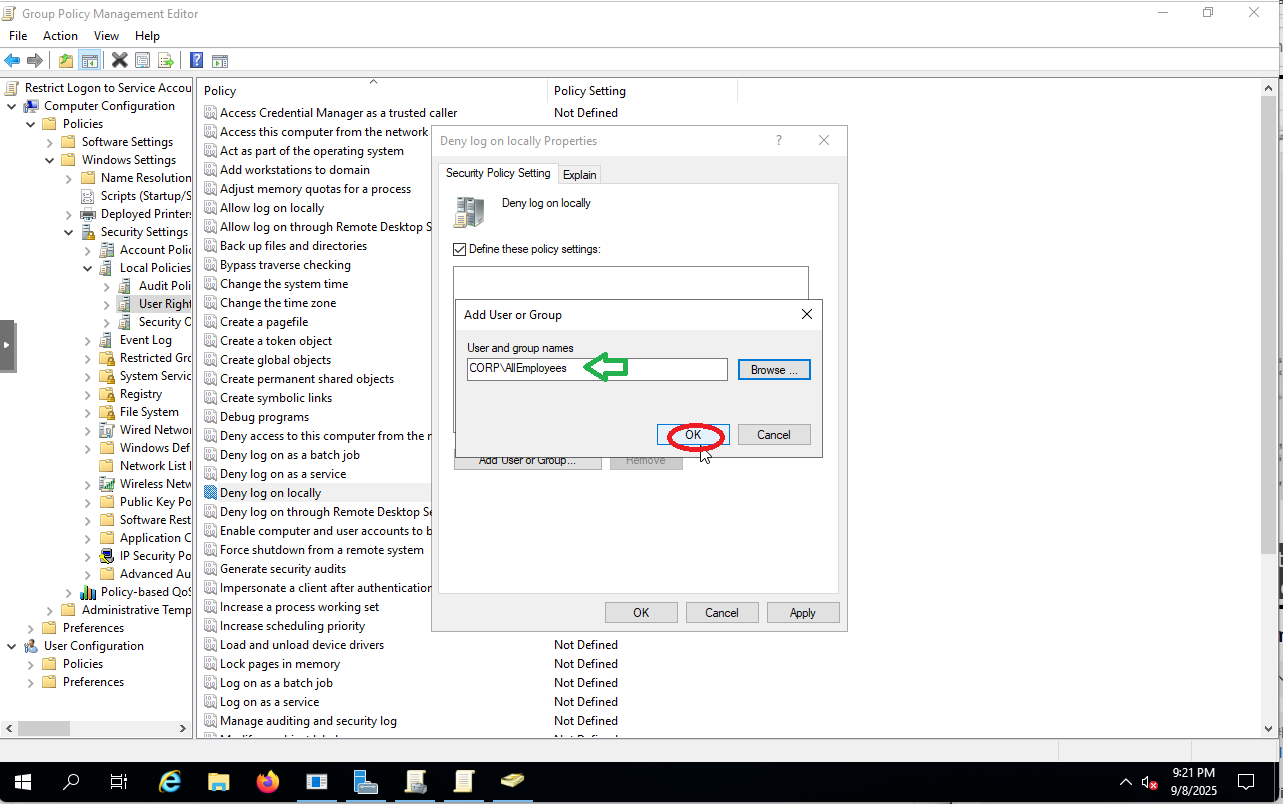 Group Policy Management Editor
File Action View Help
Restrict Logon to Service Accou
Computer Configuration
Policies
Software Settings
Windows Settings
Name Resolution
Scripts (Startup/S
Deployed Printers
Security Settings
Account Polic
Local Policies
Audit Poli
User Right
Security O
Event Log
Restricted Gro
System Servic
Registry
File System
Wired Networ
Windows Def
Network List I
Wireless Netw
Public Key Po
Software Rest
Application C
IP Security Po
Advanced Au
Policy-based QoS
Administrative Temp
Preferences
User Configuration
Policies
Preferences
Policy Policy Setting
Access Credential Manager as a trusted caller Not Defined
Access this computer from the network
Act as part of the operating system
Add workstations to domain
Adjust memory quotas for a process
Allow log on locally
Allow log on through Remote Desktop S
Back up files and directories
Bypass traverse checking
Change the system time
Change the time zone
Create a pagefile
Create a token object
Create global objects
Create permanent shared objects
Create symbolic links
Debug programs
Deny access to this computer from the n
Deny log on as a batch job
Deny log on as a service
Deny log on locally
Deny log on through Remote Desktop Se
Enable computer and user accounts to b
Force shutdown from a remote system
Generate security audits
Impersonate a client after authentication
Increase a process working set
Increase scheduling priority
Load and unload device drivers Not Defined
Lock pages in memory Not Defined
Log on as a batch job Not Defined
Log on as a service Not Defined
Manage auditing and security log Not Defined
Deny log on locally Properties ?
Security Policy Setting Explain
Deny log on locally
Define these policy settings:
Add User or Group
User and group names
CORP\AllEmployees
Browse ...
OK Cancel
Add User or Group... Remove
OK Cancel Apply
9:21 PM
9/8/2025